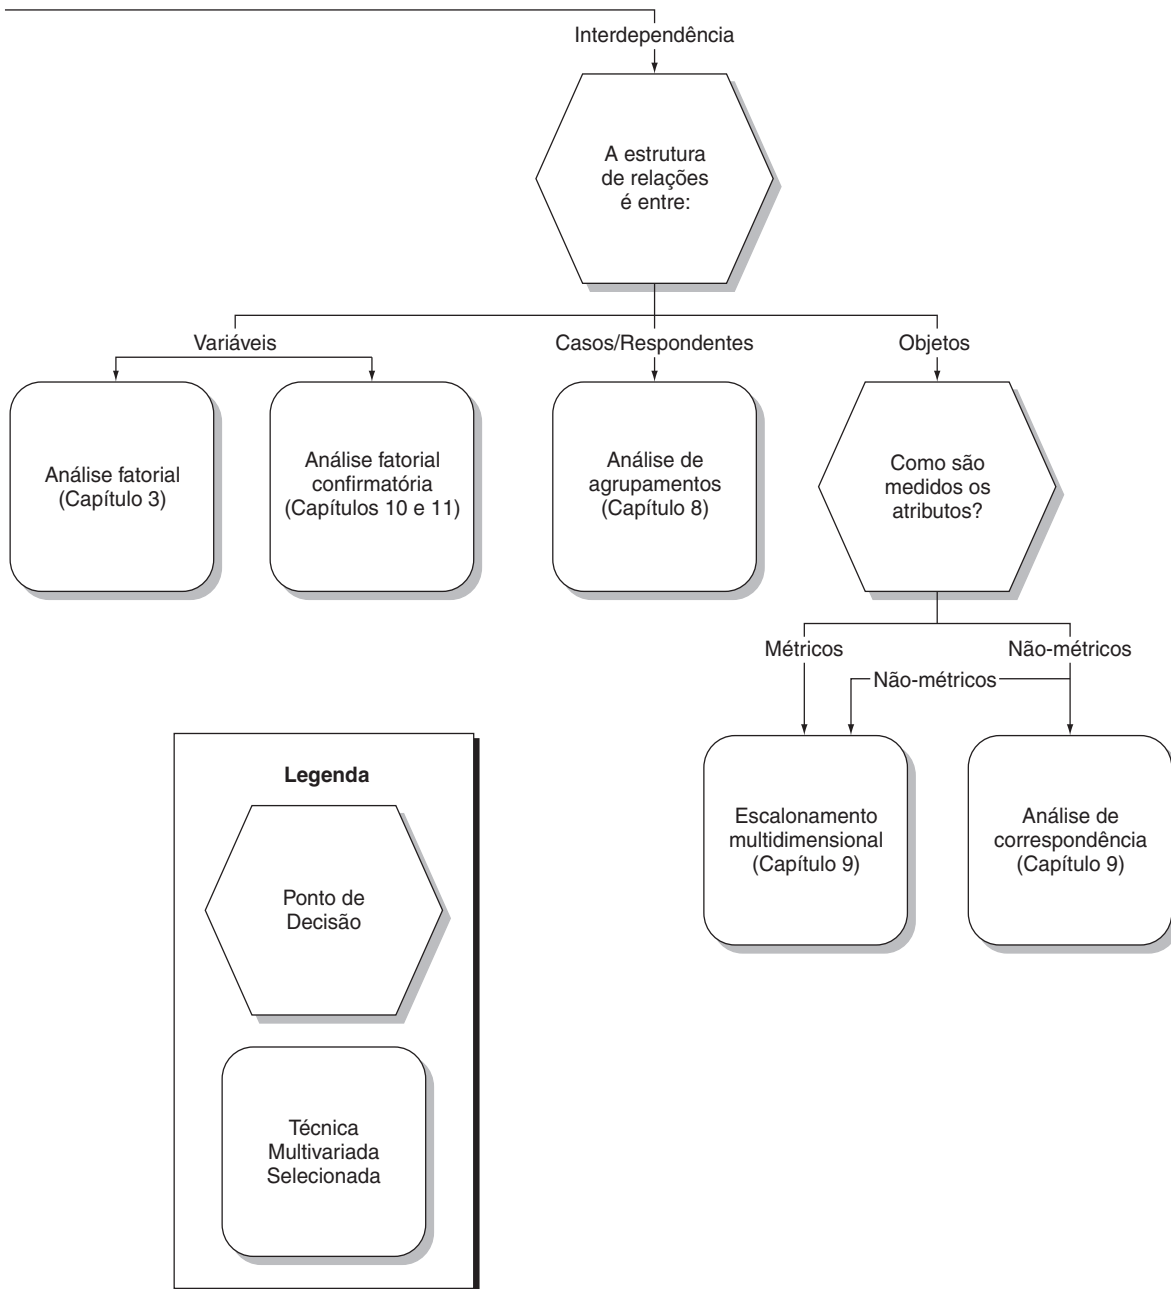 Interdependência
A estrutura
de relações
é entre:
Variáveis
Casos/Respondentes
Objetos
Análise fatorial
(Capítulo 3)
Análise fatorial
confirmatória
(Capítulos 10 e 11)
Análise de
agrupamentos
(Capítulo 8)
Como são
medidos os
atributos?
Métricos
Não-métricos
Não-métricos
Escalonamento
multidimensional
(Capítulo 9)
Análise de
correspondência
(Capítulo 9)
Legenda
Ponto de
Decisão
Técnica
Multivariada
Selecionada